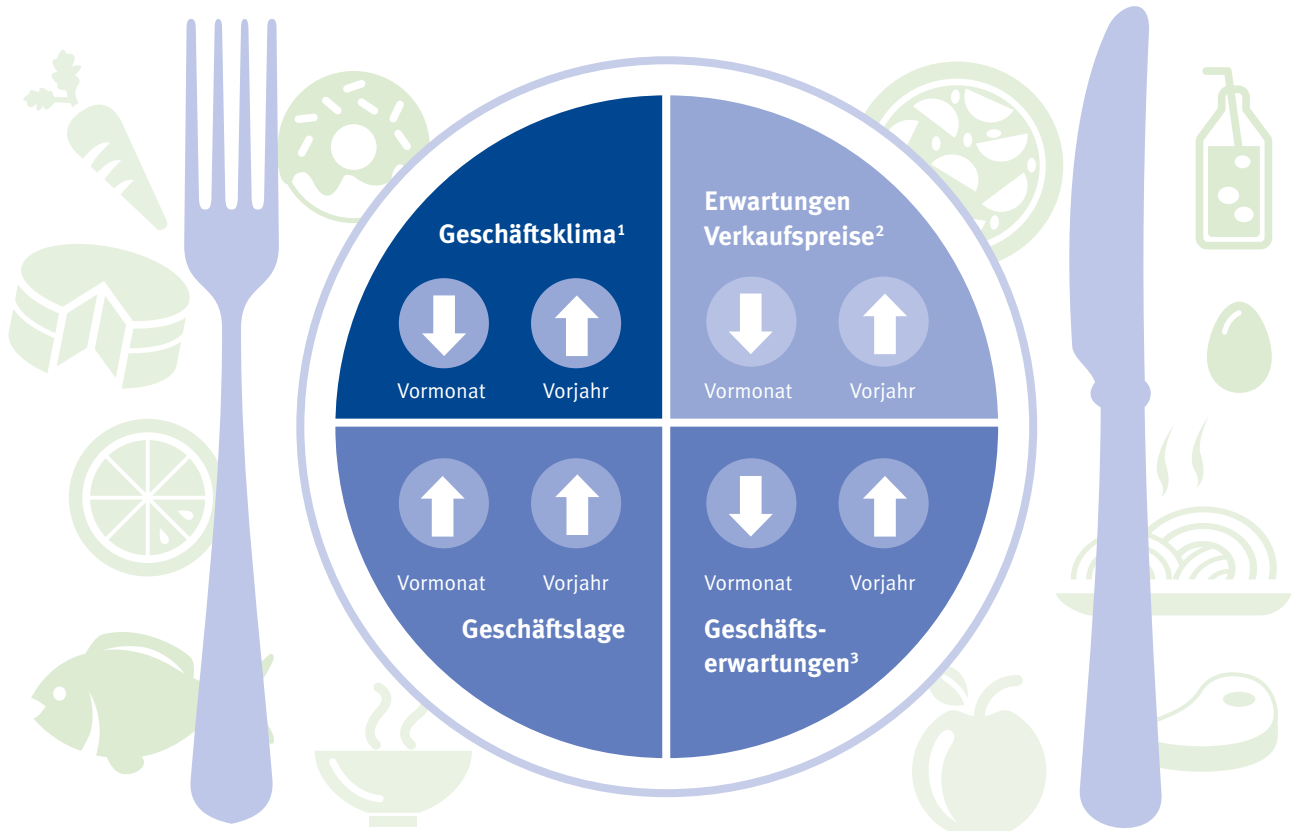 Geschäftsklima¹
Vormonat Vorjahr
Erwartungen
Verkaufspreise²
Vormonat Vorjahr
Vormonat Vorjahr
Geschäftslage
Vormonat Vorjahr
Geschäfts-
erwartungen³